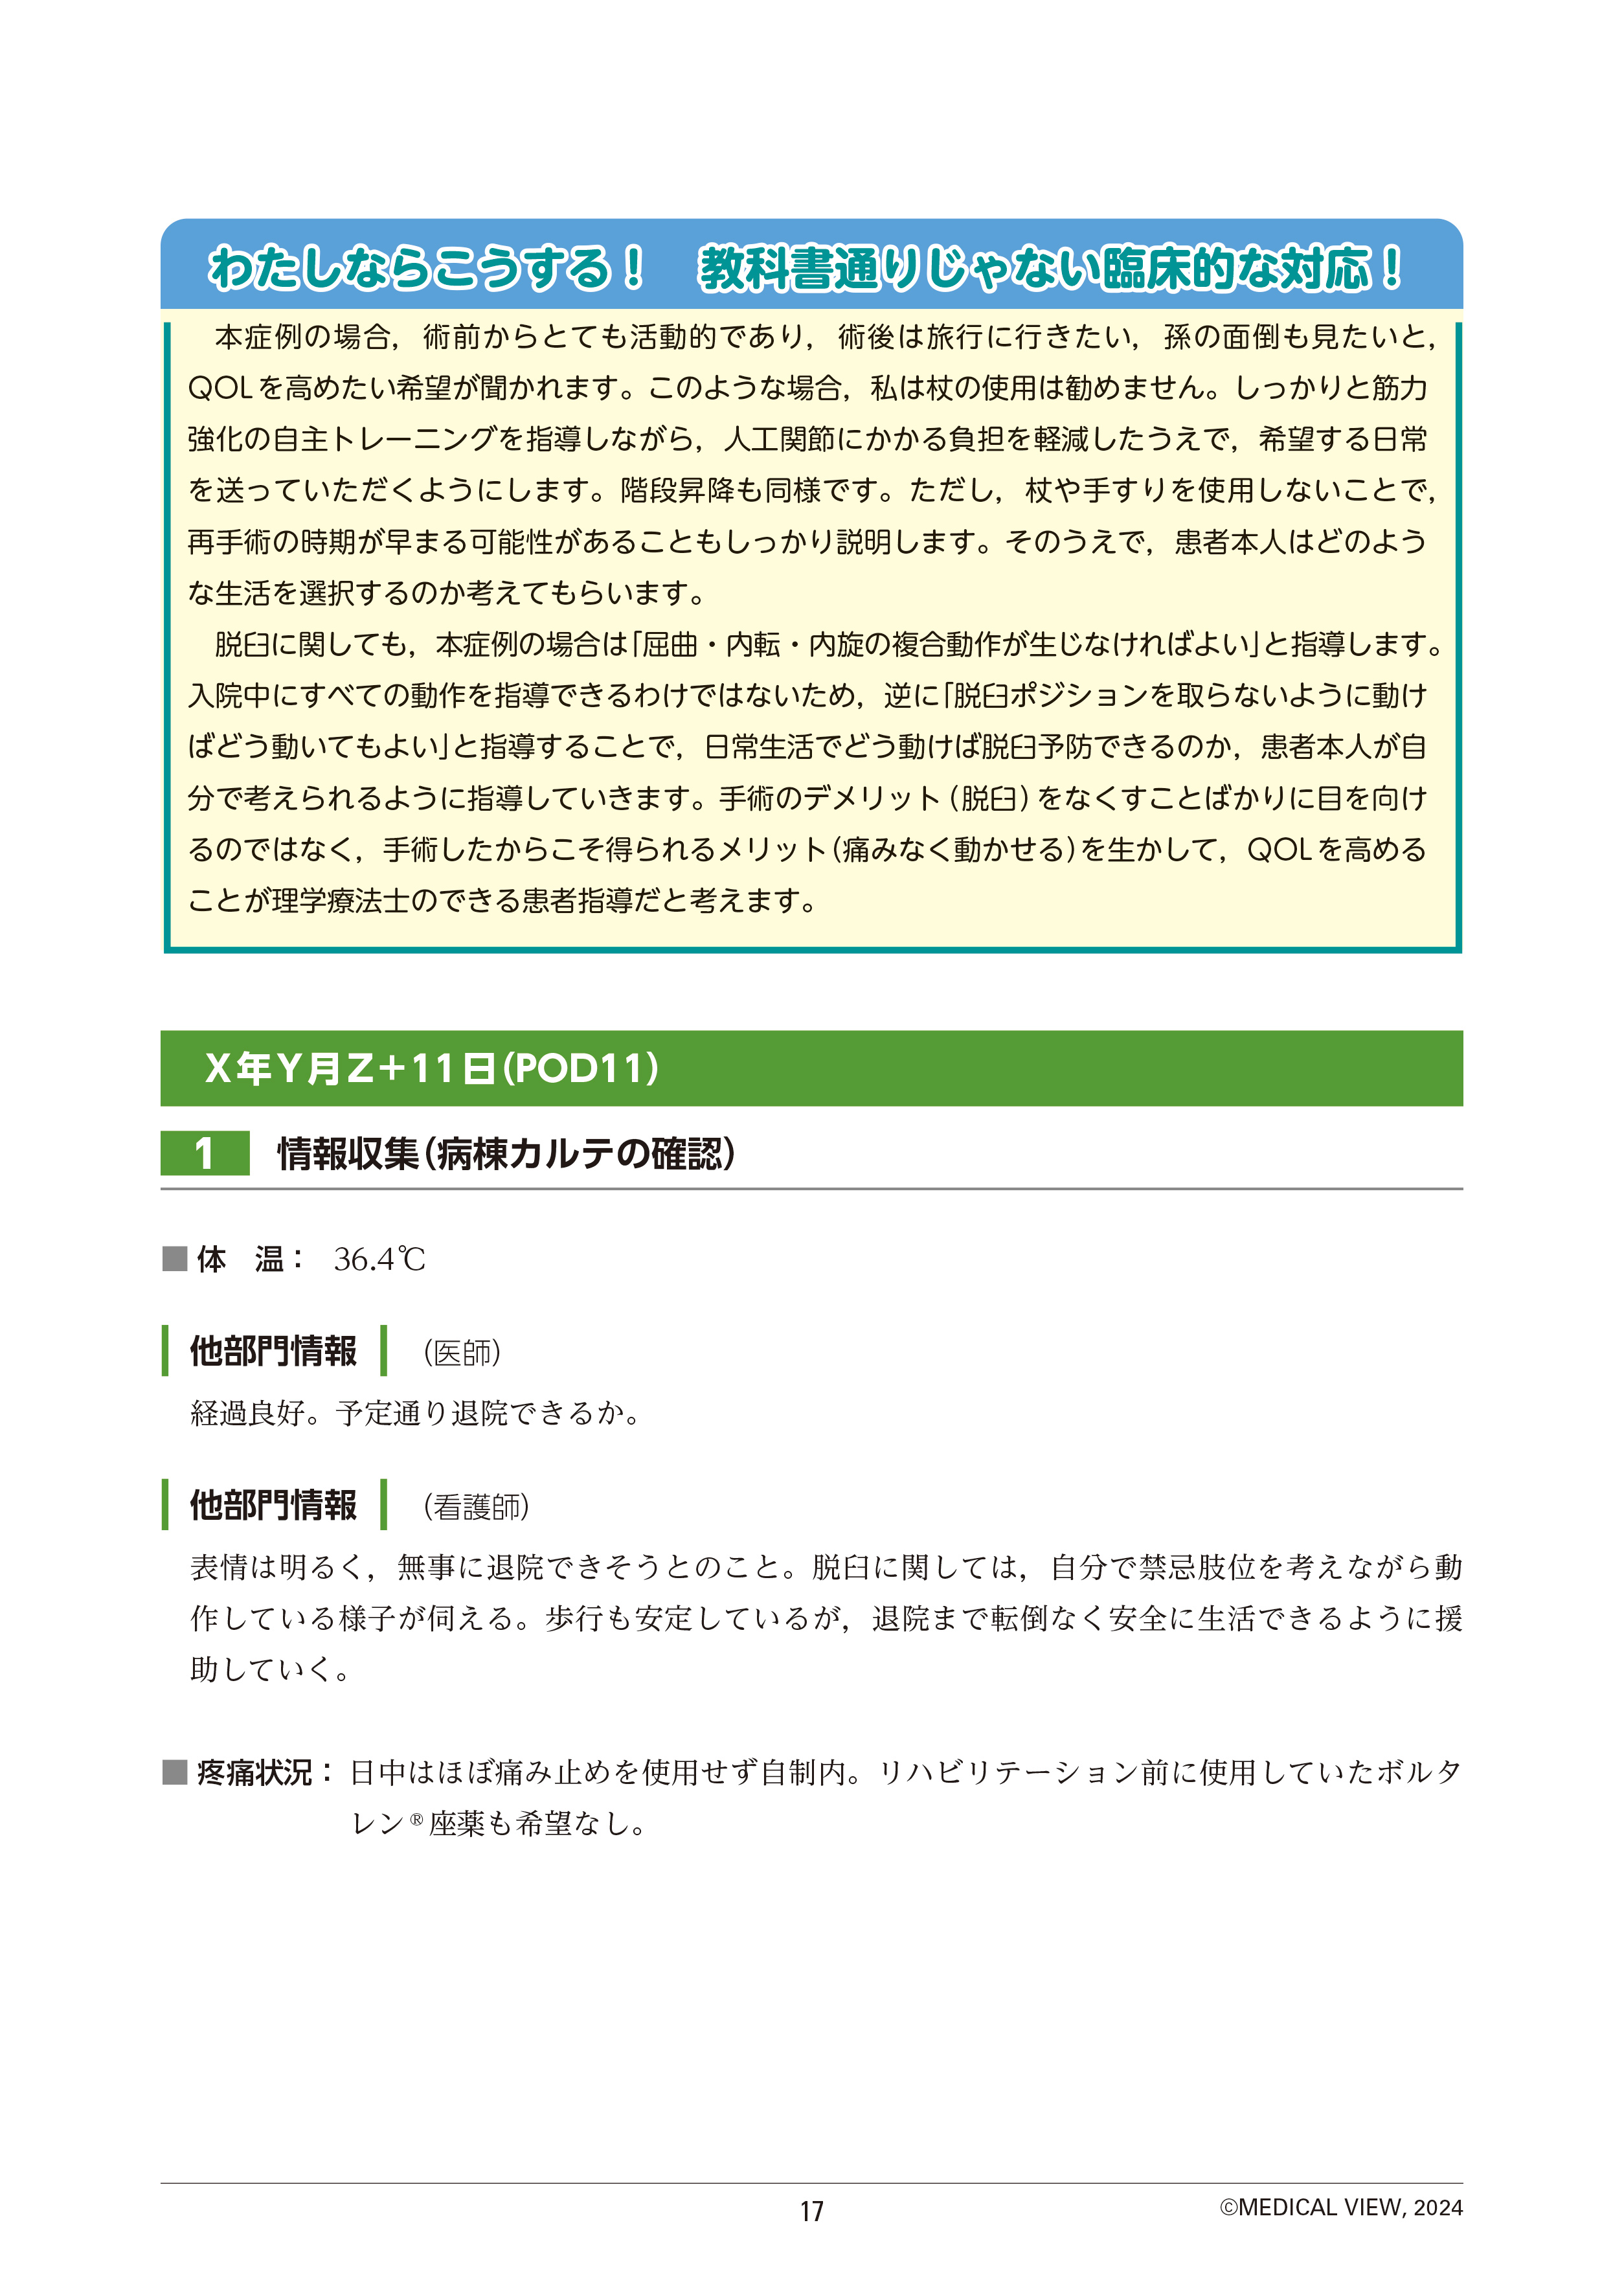 わたしならこうする！　教科書通りじゃない臨床的な対応！
　本症例の場合，術前からとても活動的であり，術後は旅行に行きたい，孫の面倒も見たいと，
QOLを高めたい希望が聞かれます。このような場合，私は杖の使用は勧めません。しっかりと筋力
強化の自主トレーニングを指導しながら，人工関節にかかる負担を軽減したうえで，希望する日常
を送っていただくようにします。階段昇降も同様です。ただし，杖や手すりを使用しないことで，
再手術の時期が早まる可能性があることもしっかり説明します。そのうえで，患者本人はどのよう
な生活を選択するのか考えてもらいます。
　脱臼に関しても，本症例の場合は「屈曲・内転・内旋の複合動作が生じなければよい」と指導します。
入院中にすべての動作を指導できるわけではないため，逆に「脱臼ポジションを取らないように動け
ばどう動いてもよい」と指導することで，日常生活でどう動けば脱臼予防できるのか，患者本人が自
分で考えられるように指導していきます。手術のデメリット（脱臼）をなくすことばかりに目を向け
るのではなく，手術したからこそ得られるメリット（痛みなく動かせる）を生かして，QOLを高める
ことが理学療法士のできる患者指導だと考えます。
X年Y月Z＋11日（POD11）
1　情報収集（病棟カルテの確認）
■体　温：　36.4℃
他部門情報　（医師）
経過良好。予定通り退院できるか。
他部門情報　（看護師）
表情は明るく，無事に退院できそうとのこと。脱臼に関しては，自分で禁忌肢位を考えながら動
作している様子が伺える。歩行も安定しているが，退院まで転倒なく安全に生活できるように援
助していく。
■疼痛状況：日中はほぼ痛み止めを使用せず自制内。リハビリテーション前に使用していたボルタ
レン®座薬も希望なし。
17
©MEDICAL VIEW, 2024